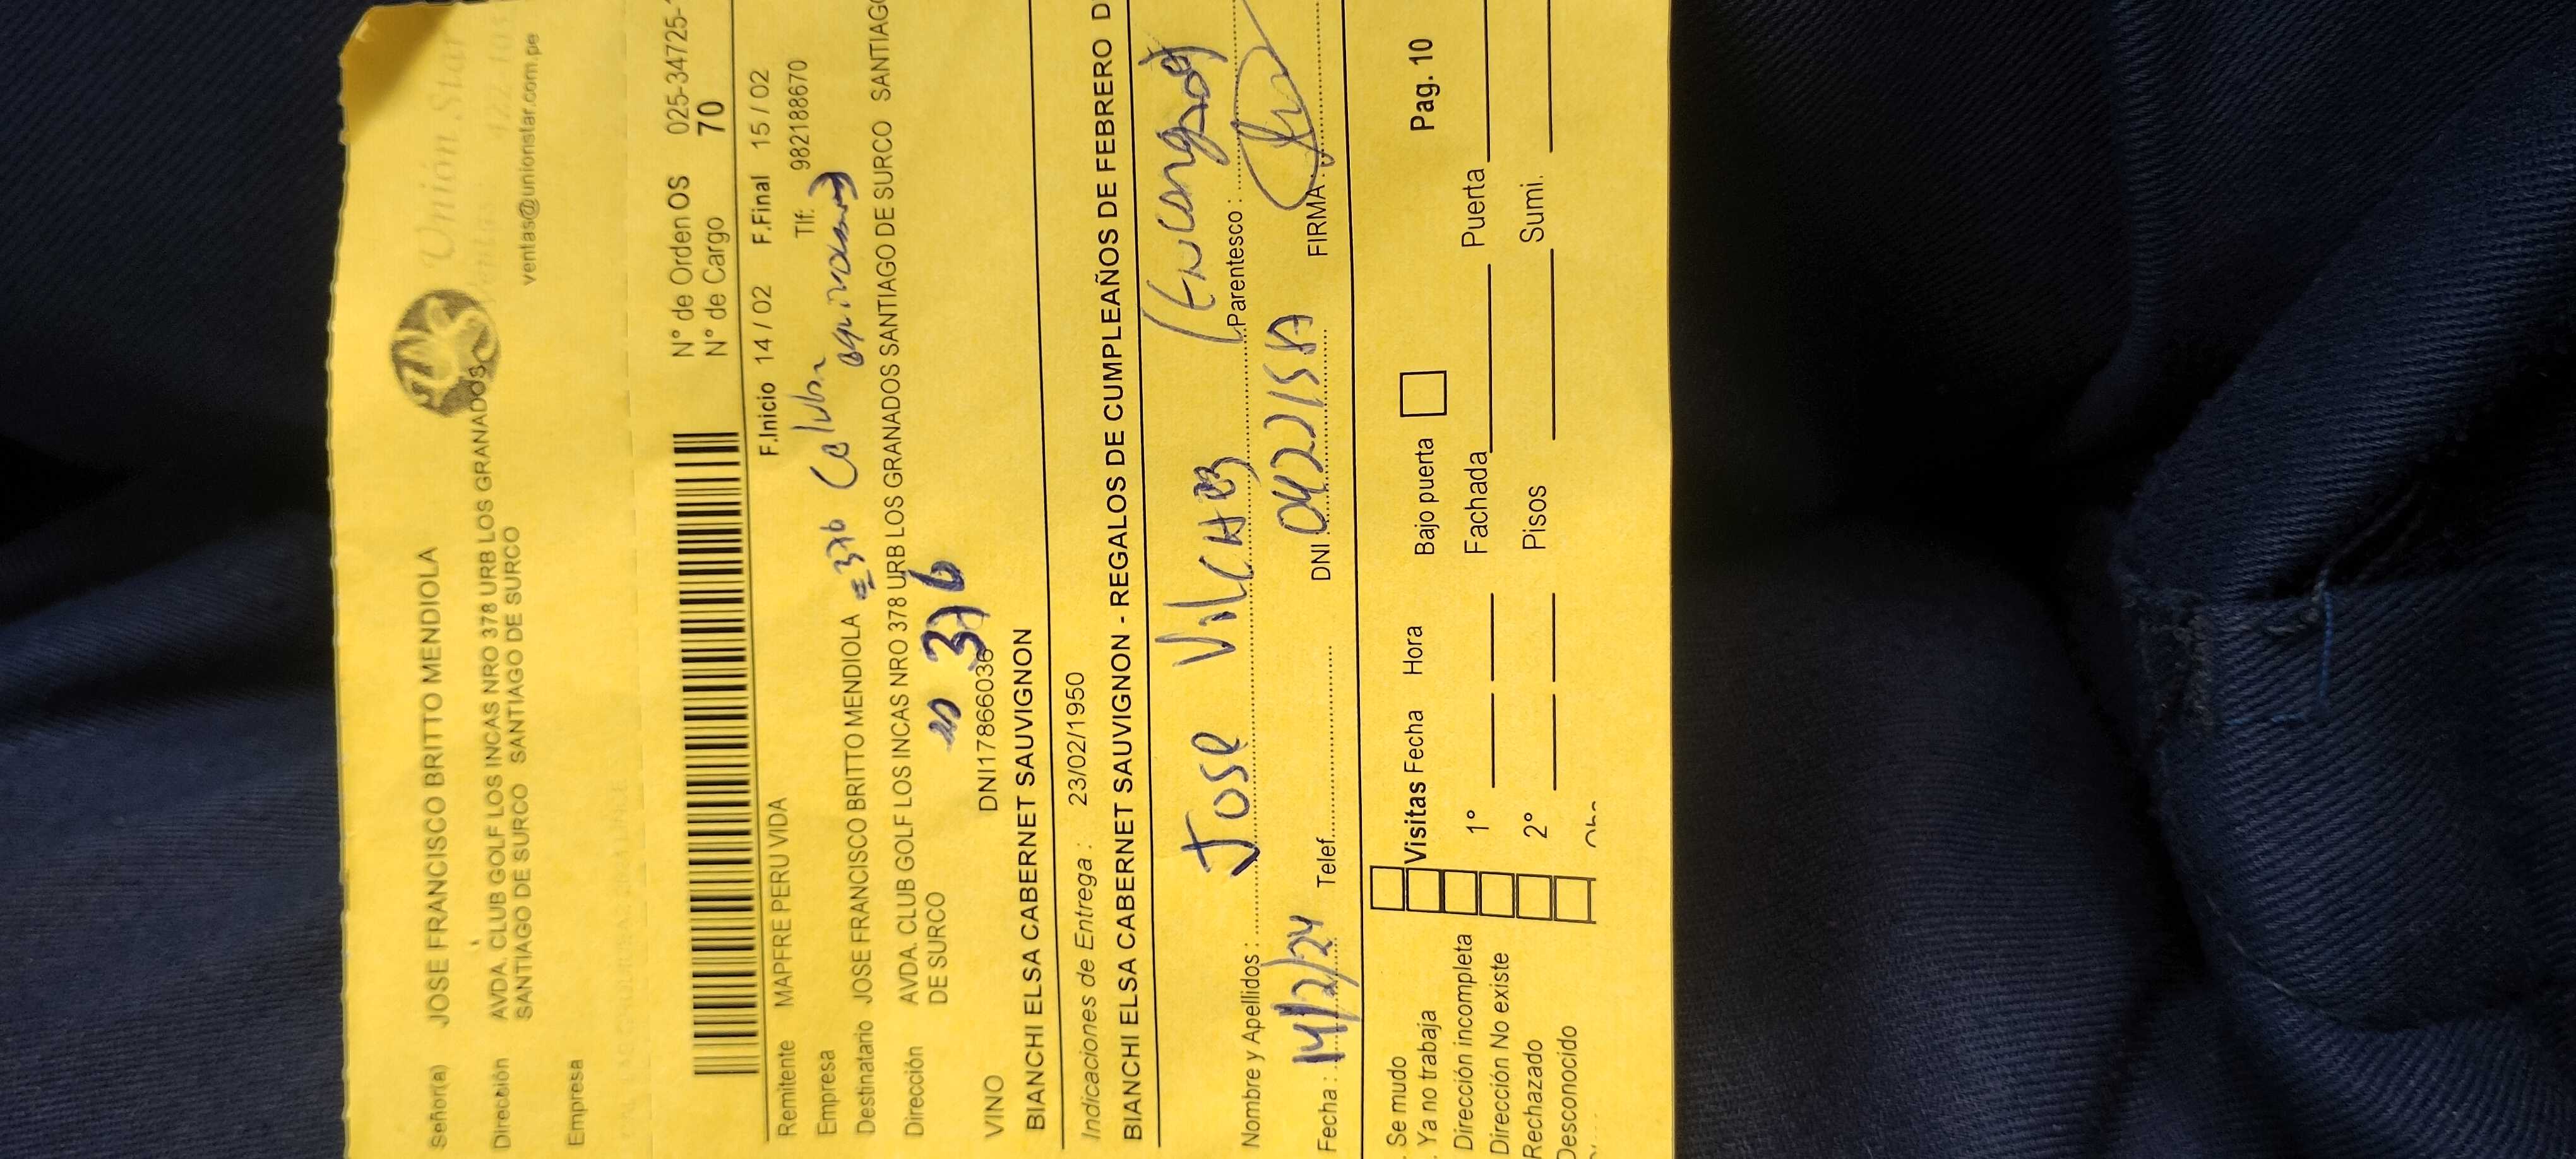 Unión Star
ventas@unionstar.com.pe
Señor(a) JOSE FRANCISCO BRITTO MENDIOLA
Dirección AVDA. CLUB GOLF LOS INCAS NRO 378 URB LOS GRANADOS
SANTIAGO DE SURCO SANTIAGO DE SURCO
Empresa
N° de Orden OS 025-34725-
N° de Cargo 70
F.Inicio 14 / 02 F.Final 15 / 02
Remitente MAPFRE PERU VIDA
Tlf: 982188670
Empresa
Destinatario JOSE FRANCISCO BRITTO MENDIOLA = 376
Dirección AVDA. CLUB GOLF LOS INCAS NRO 378 URB LOS GRANADOS SANTIAGO DE SURCO SANTIAGO
DE SURCO
376
VINO DNI17866036
BIANCHI ELSA CABERNET SAUVIGNON
Indicaciones de Entrega : 23/02/1950
BIANCHI ELSA CABERNET SAUVIGNON - REGALOS DE CUMPLEAÑOS DE FEBRERO D
Nombre y Apellidos : Jose Vilchez Parentesco : (Encargado)
Fecha : 14/2/24 Telef. DNI FIRMA :
Se mudo
Ya no trabaja Visitas Fecha Hora Bajo puerta Pag. 10
Dirección incompleta 1° Fachada Puerta
Dirección No existe
Rechazado 2° Pisos Sumi.
Desconocido